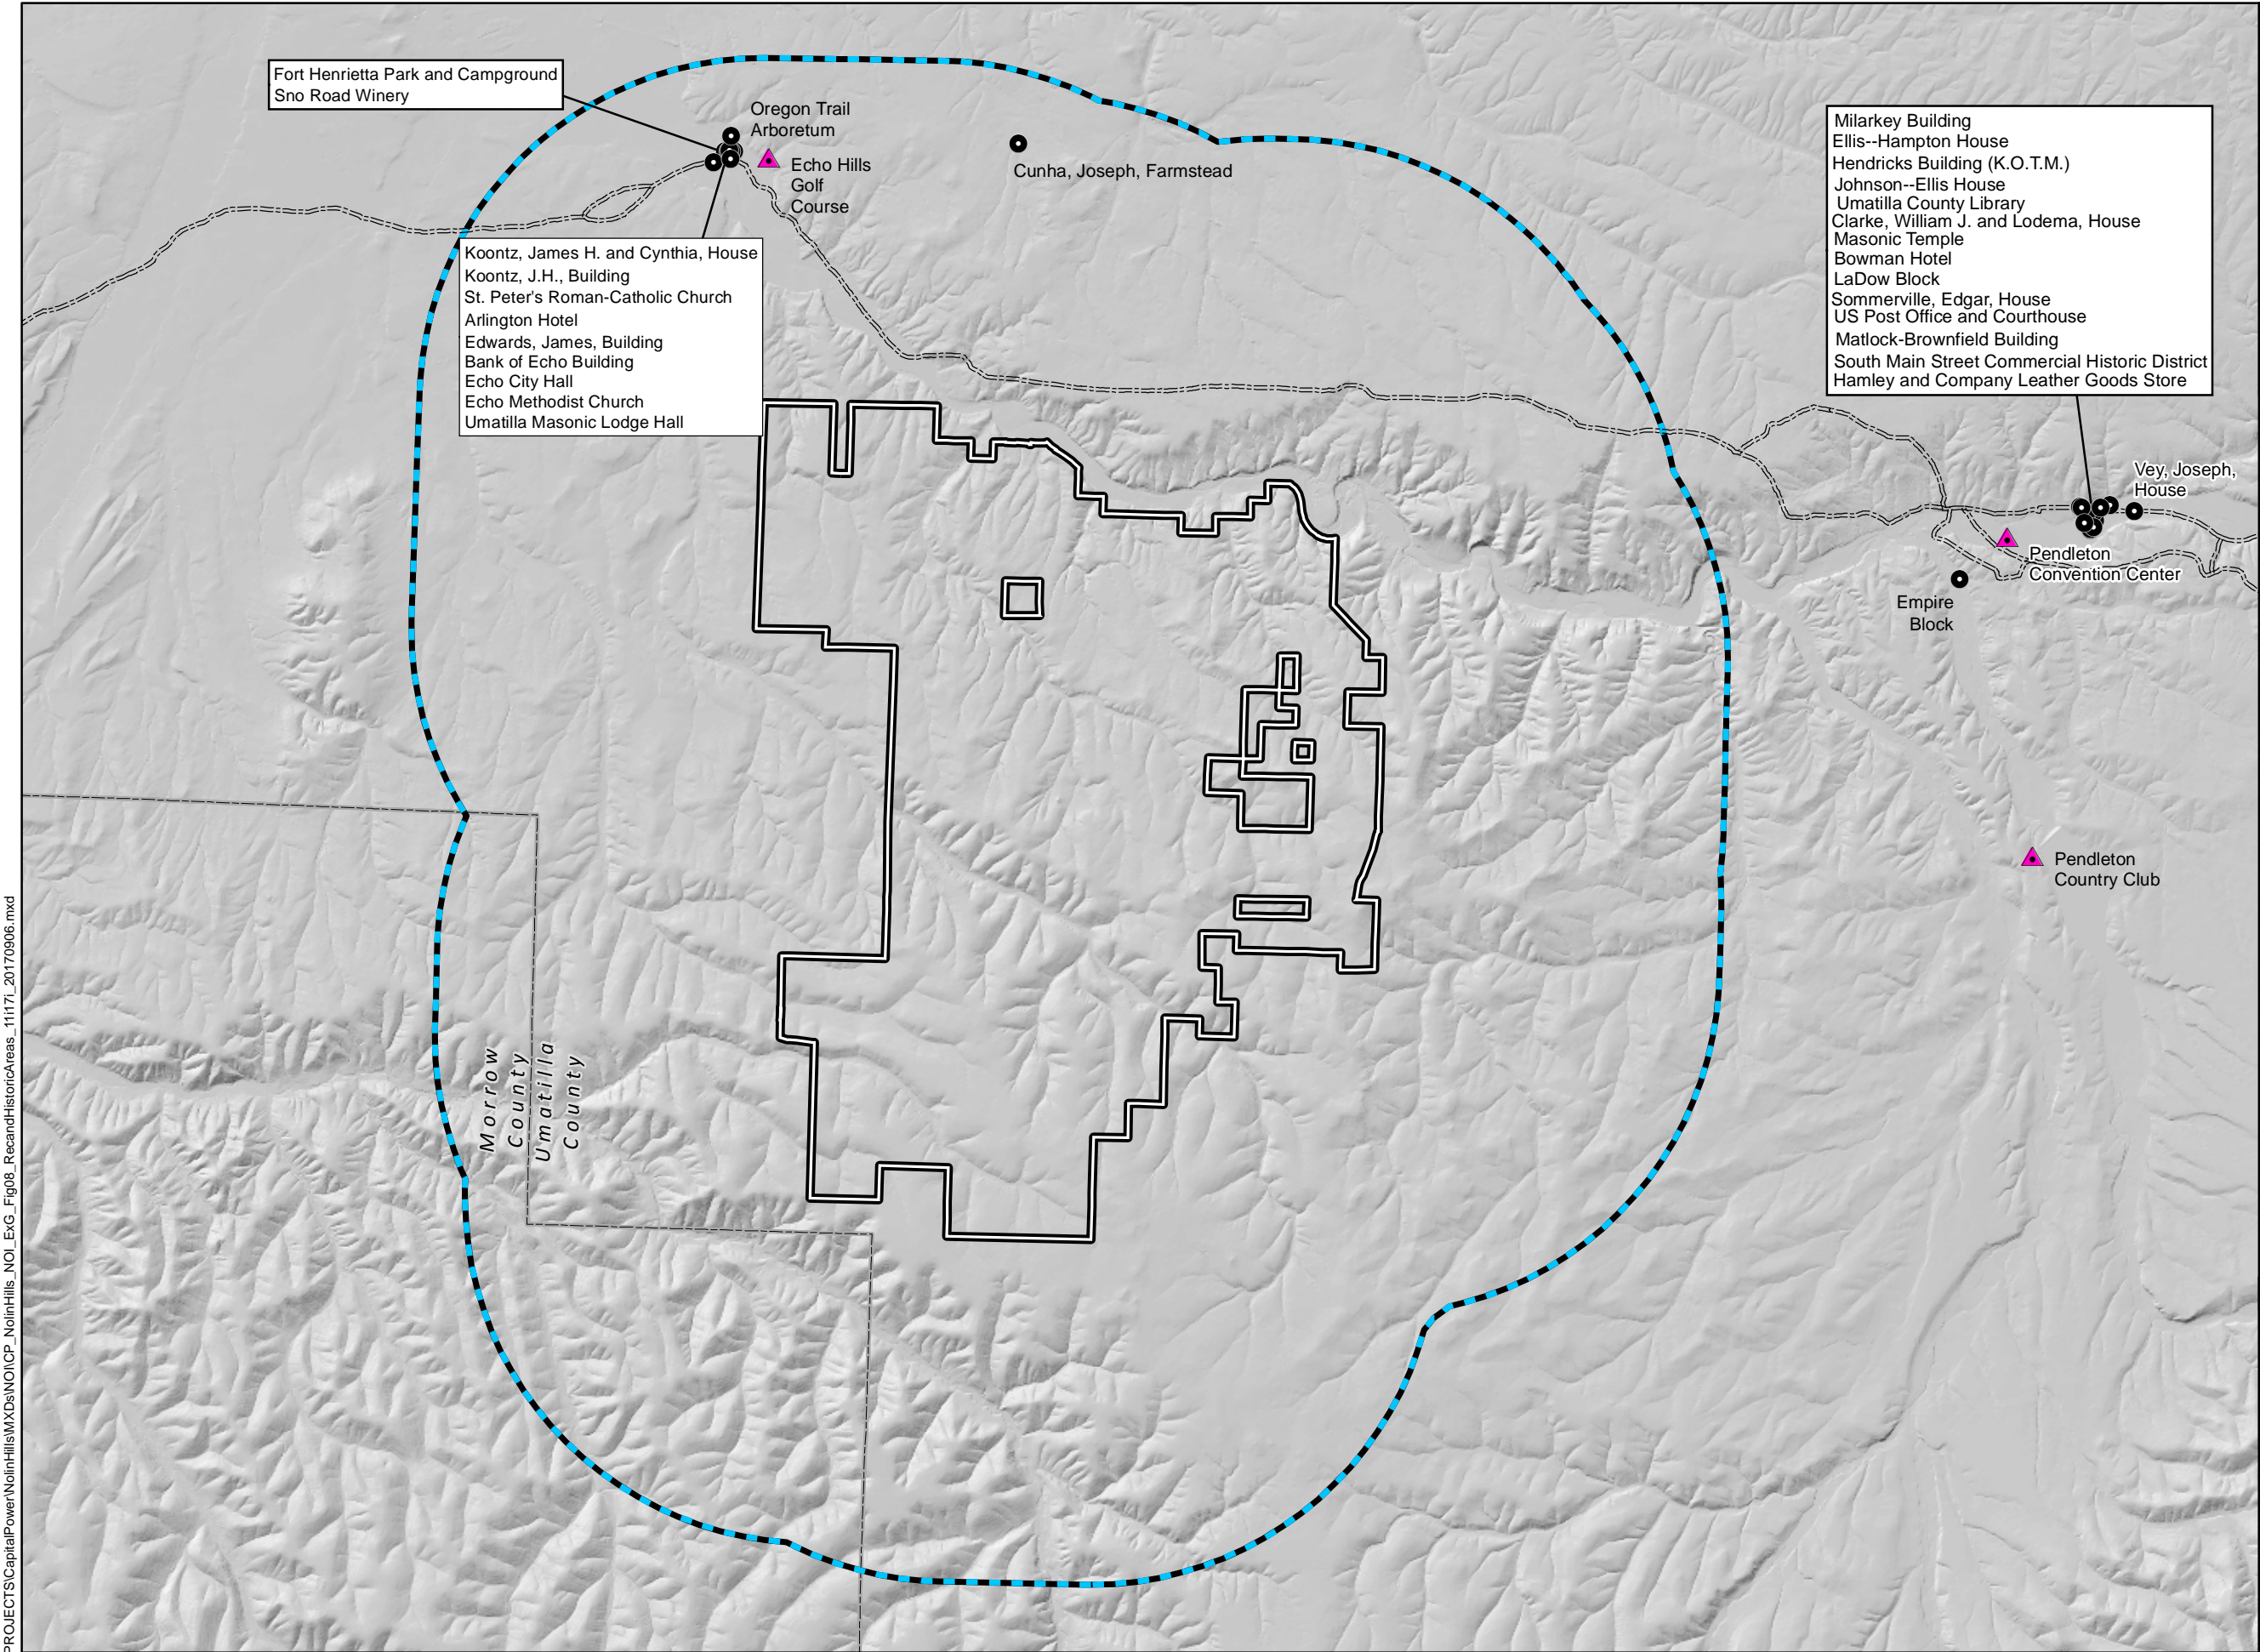 Fort Henrietta Park and Campground
Sno Road Winery
Oregon Trail
Arboretum
Echo Hills
Golf
Course
Cunha, Joseph, Farmstead
Milarkey Building
Ellis--Hampton House
Hendricks Building (K.O.T.M.)
Johnson--Ellis House
Umatilla County Library
Clarke, William J. and Lodema, House
Masonic Temple
Bowman Hotel
LaDow Block
Sommerville, Edgar, House
US Post Office and Courthouse
Matlock-Brownfield Building
South Main Street Commercial Historic District
Hamley and Company Leather Goods Store
Koontz, James H. and Cynthia, House
Koontz, J.H., Building
St. Peter's Roman-Catholic Church
Arlington Hotel
Edwards, James, Building
Bank of Echo Building
Echo City Hall
Echo Methodist Church
Umatilla Masonic Lodge Hall
Vey, Joseph,
House
Pendleton
Convention Center
Empire
Block
Pendleton
Country Club
Morrow
County
Umatilla
County
PROJECTS\CapitalPower\NolinHills\MXDs\NOI\CP_NolinHills_NOI_ExG_Fig08_RecandHistoricAreas_11i17i_20170906.mxd